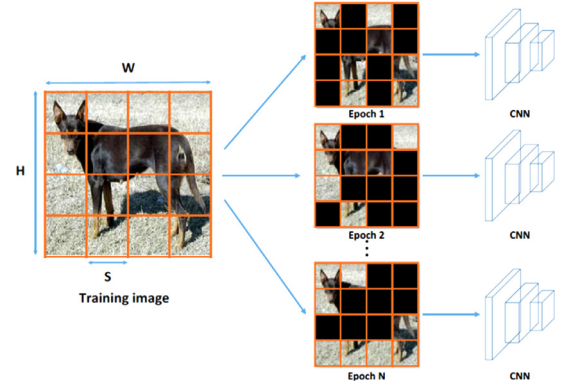 W
H
S
Training image
Epoch 1
CNN
Epoch 2
CNN
Epoch N
CNN